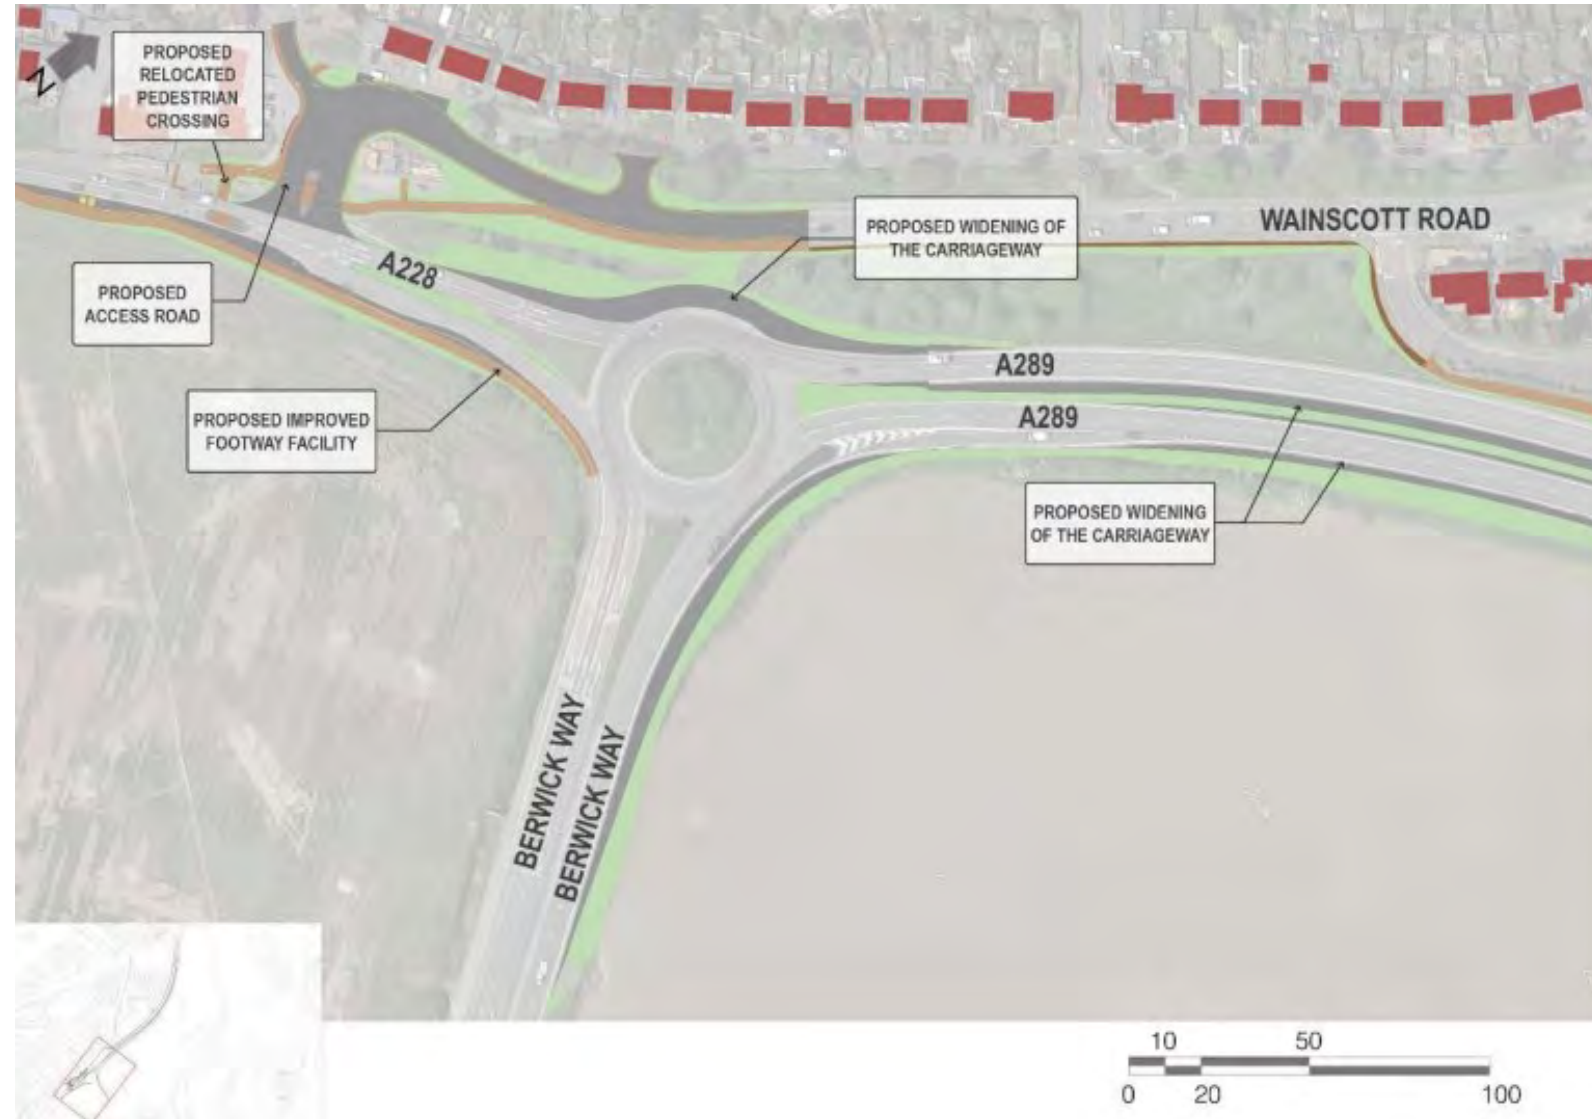 N
PROPOSED
RELOCATED
PEDESTRIAN
CROSSING
PROPOSED
ACCESS ROAD
A228
PROPOSED IMPROVED
FOOTWAY FACILITY
PROPOSED WIDENING OF
THE CARRIAGEWAY
WAINSCOTT ROAD
A289
A289
PROPOSED WIDENING
OF THE CARRIAGEWAY
BERWICK WAY
BERWICK WAY
10 50
0 20 100